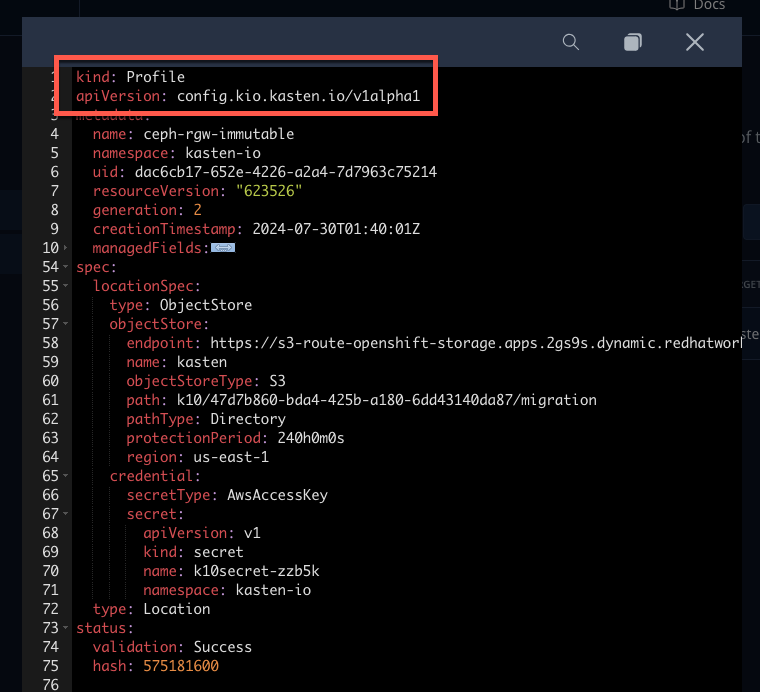 Docs
1 kind: Profile
2 apiVersion: config.kio.kasten.io/v1alpha1
3 metadata:
4 name: ceph-rgw-immutable
5 namespace: kasten-io
6 uid: dac6cb17-652e-4226-a2a4-7d7963c75214
7 resourceVersion: "623526"
8 generation: 2
9 creationTimestamp: 2024-07-30T01:40:01Z
10 managedFields:
54 spec:
55 locationSpec:
56 type: ObjectStore
57 objectStore:
58 endpoint: https://s3-route-openshift-storage.apps.2gs9s.dynamic.redhatwor
59 name: kasten
60 objectStoreType: S3
61 path: k10/47d7b860-bda4-425b-a180-6dd43140da87/migration
62 pathType: Directory
63 protectionPeriod: 240h0m0s
64 region: us-east-1
65 credential:
66 secretType: AwsAccessKey
67 secret:
68 apiVersion: v1
69 kind: secret
70 name: k10secret-zzb5k
71 namespace: kasten-io
72 type: Location
73 status:
74 validation: Success
75 hash: 575181600
76